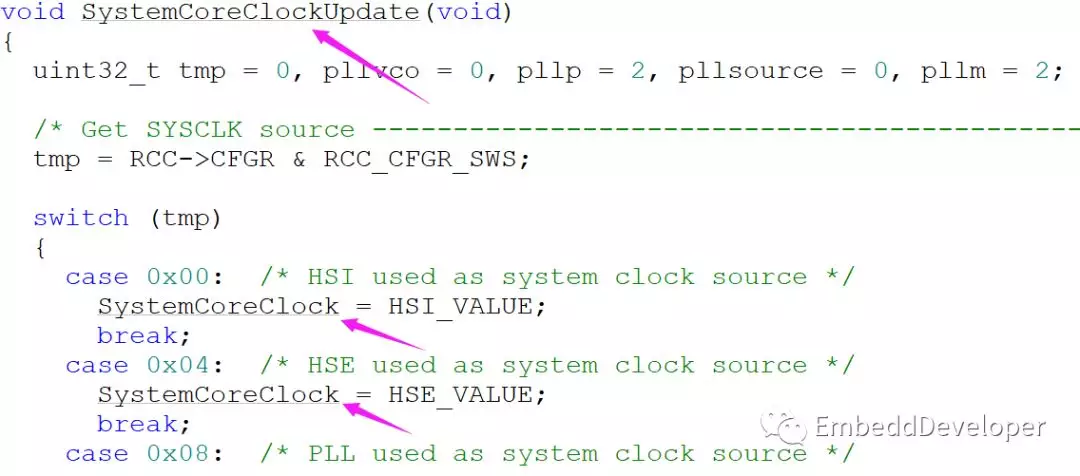 void SystemCoreClockUpdate(void)
{
  uint32_t tmp = 0, pllvco = 0, pllp = 2, pllsource = 0, pllm = 2;

  /* Get SYSCLK source -------------------------------------------
  tmp = RCC->CFGR & RCC_CFGR_SWS;

  switch (tmp)
  {
    case 0x00:  /* HSI used as system clock source */
      SystemCoreClock = HSI_VALUE;
      break;
    case 0x04:  /* HSE used as system clock source */
      SystemCoreClock = HSE_VALUE;
      break;
    case 0x08:  /* PLL used as system clock source */
EmbeddDeveloper